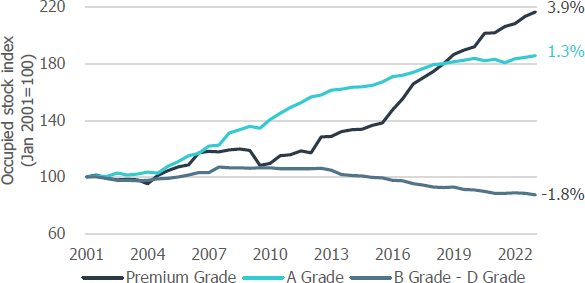 Occupied stock index
(Jan 2001=100)
220
180
140
100
60
3.9%
1.3%
-1.8%
2001 2004 2007 2010 2013 2016 2019 2022
Premium Grade A Grade B Grade - D Grade